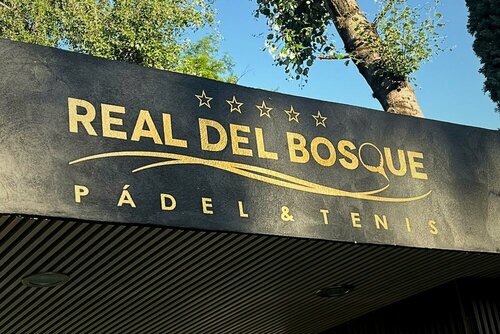 REAL DEL BOSQUE
PÁDEL & TENIS